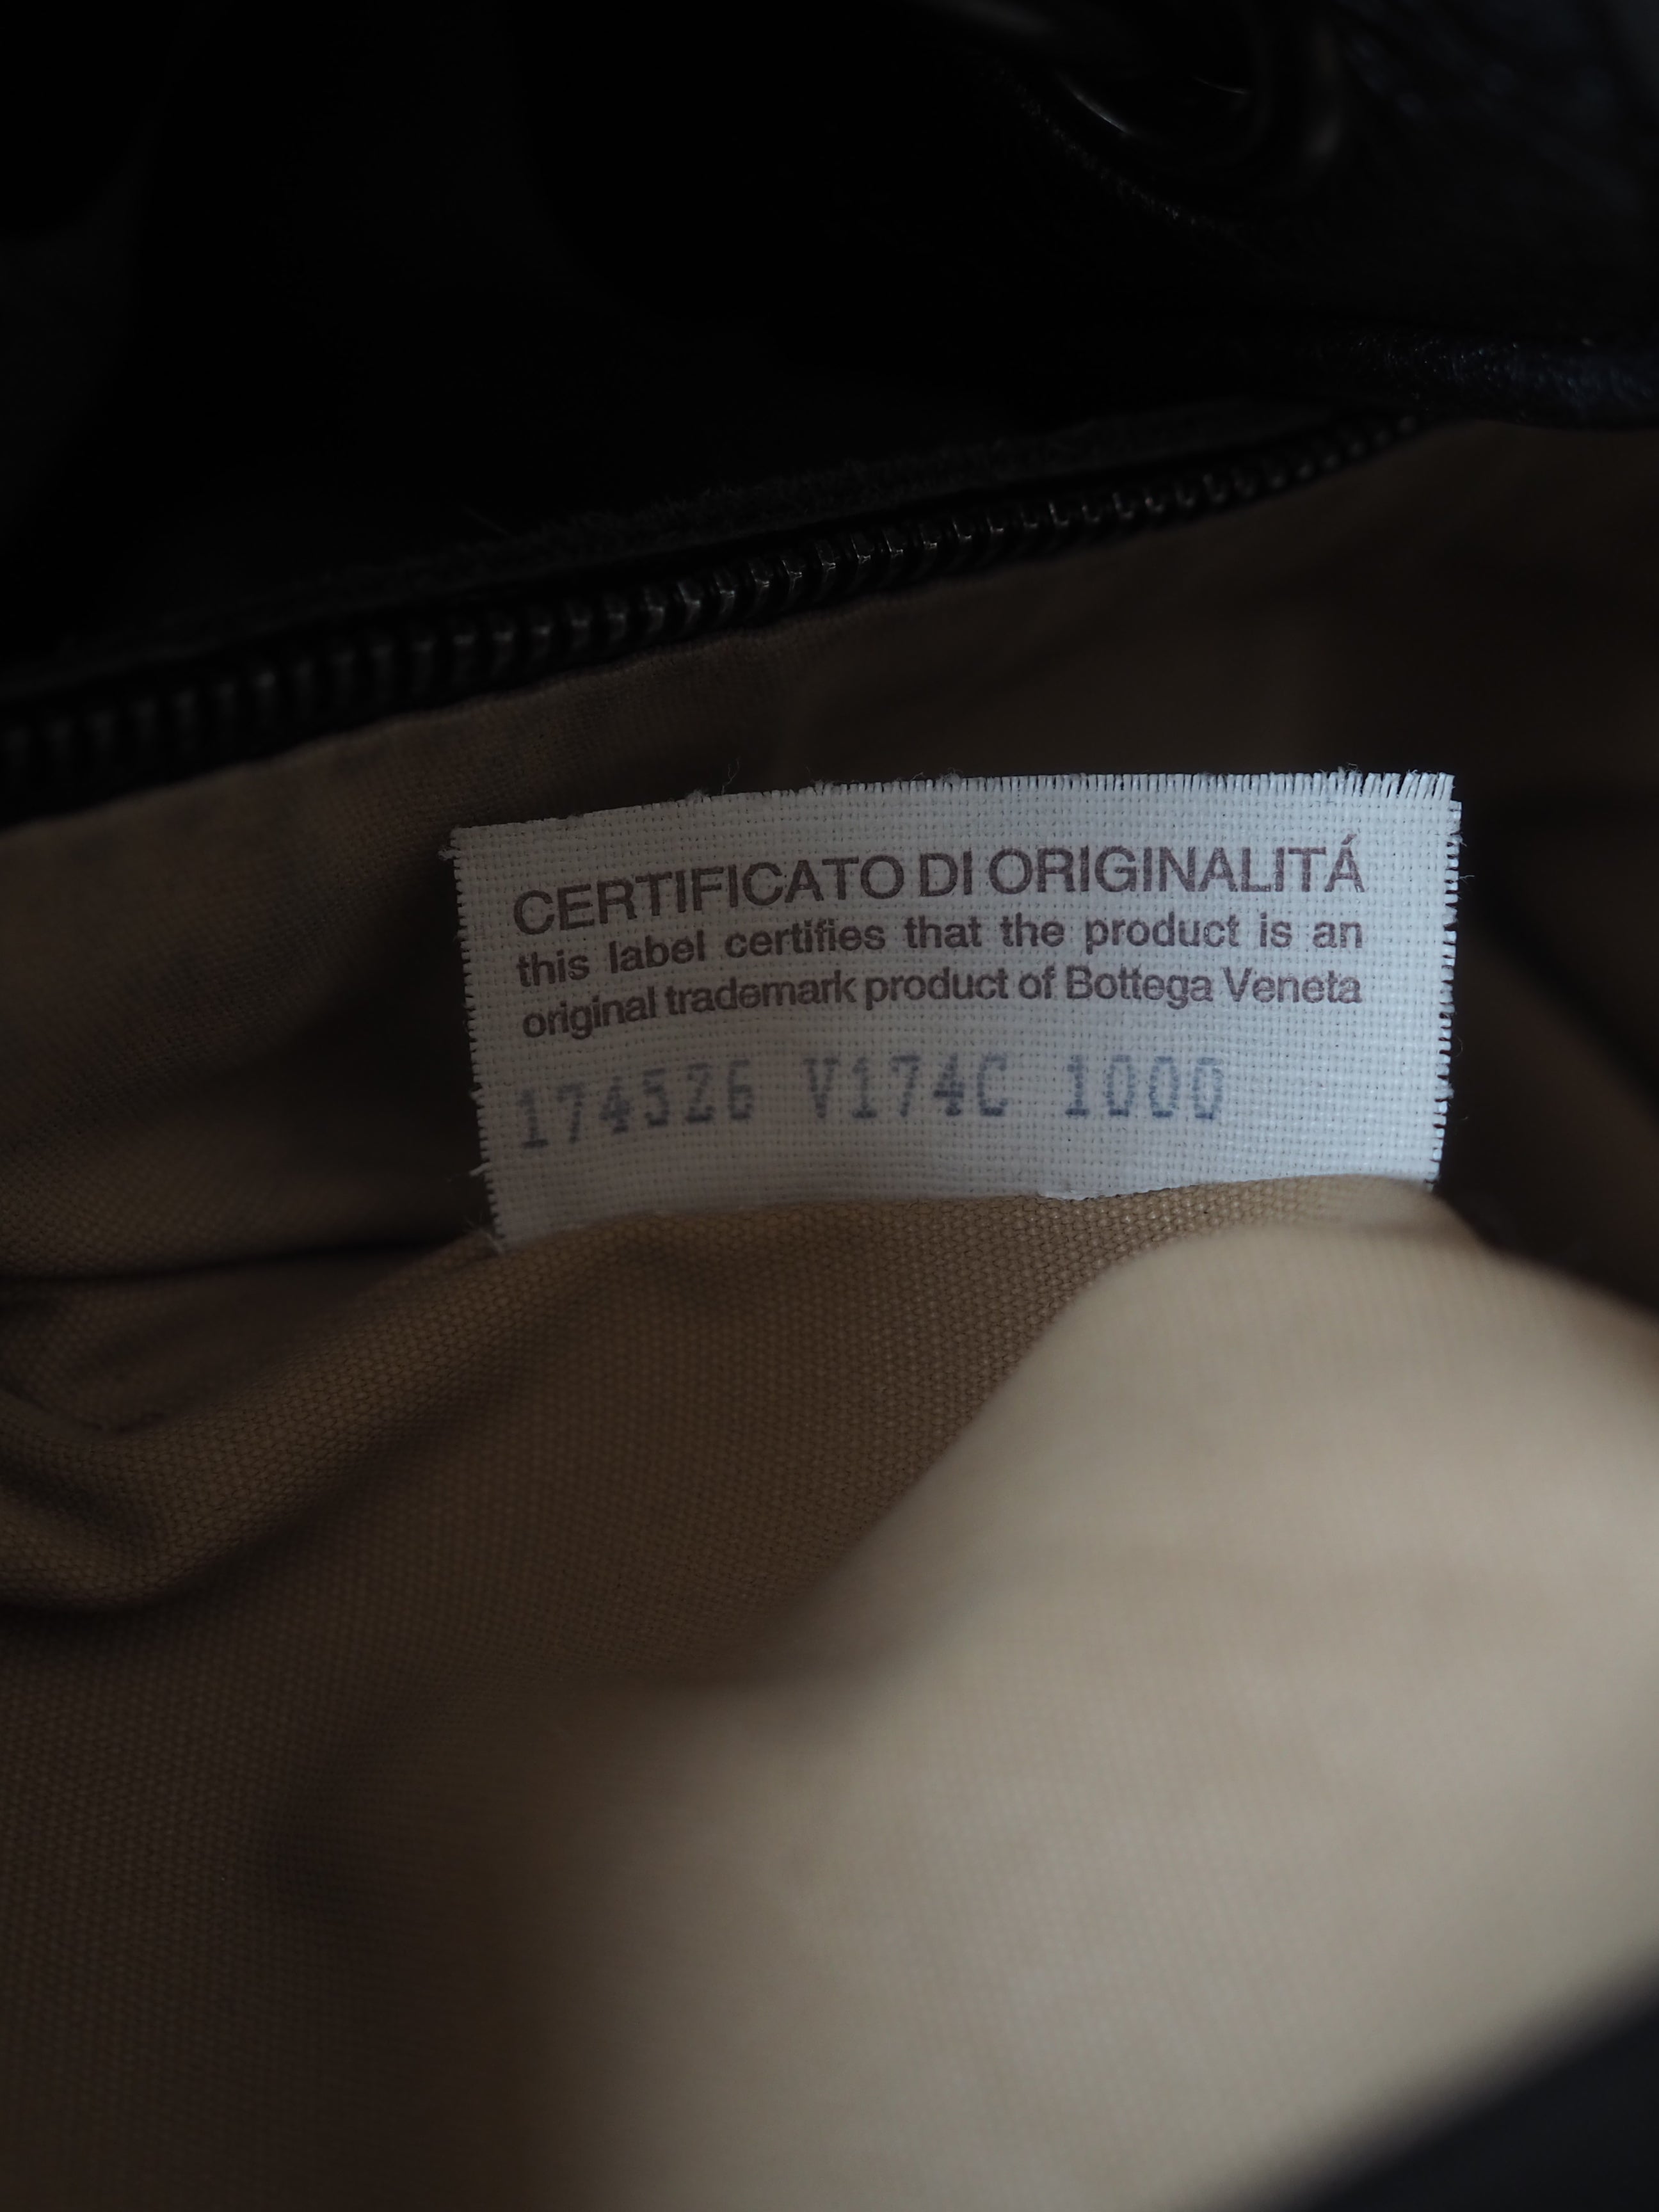 CERTIFICATO DI ORIGINALITÁ
this label certifies that the product is an
original trademark product of Bottega Veneta
174526 V174C 1000